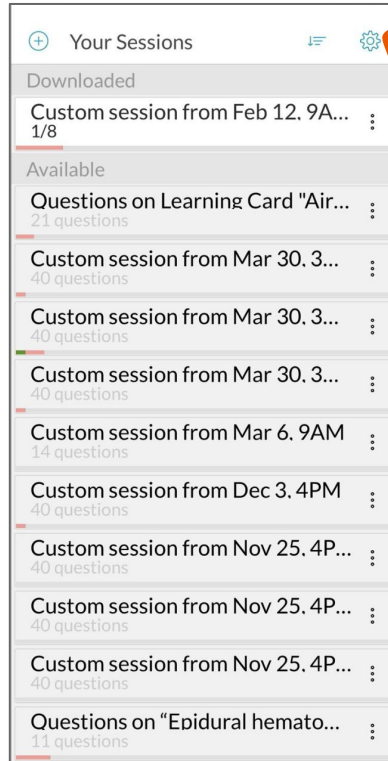 Your Sessions
Downloaded
Custom session from Feb 12, 9A...
1/8
Available
Questions on Learning Card "Air...
21 questions
Custom session from Mar 30, 3...
40 questions
Custom session from Mar 30, 3...
40 questions
Custom session from Mar 30, 3...
40 questions
Custom session from Mar 6, 9AM
14 questions
Custom session from Dec 3, 4PM
40 questions
Custom session from Nov 25, 4P...
40 questions
Custom session from Nov 25, 4P...
40 questions
Custom session from Nov 25, 4P...
40 questions
Questions on “Epidural hemato...
11 questions